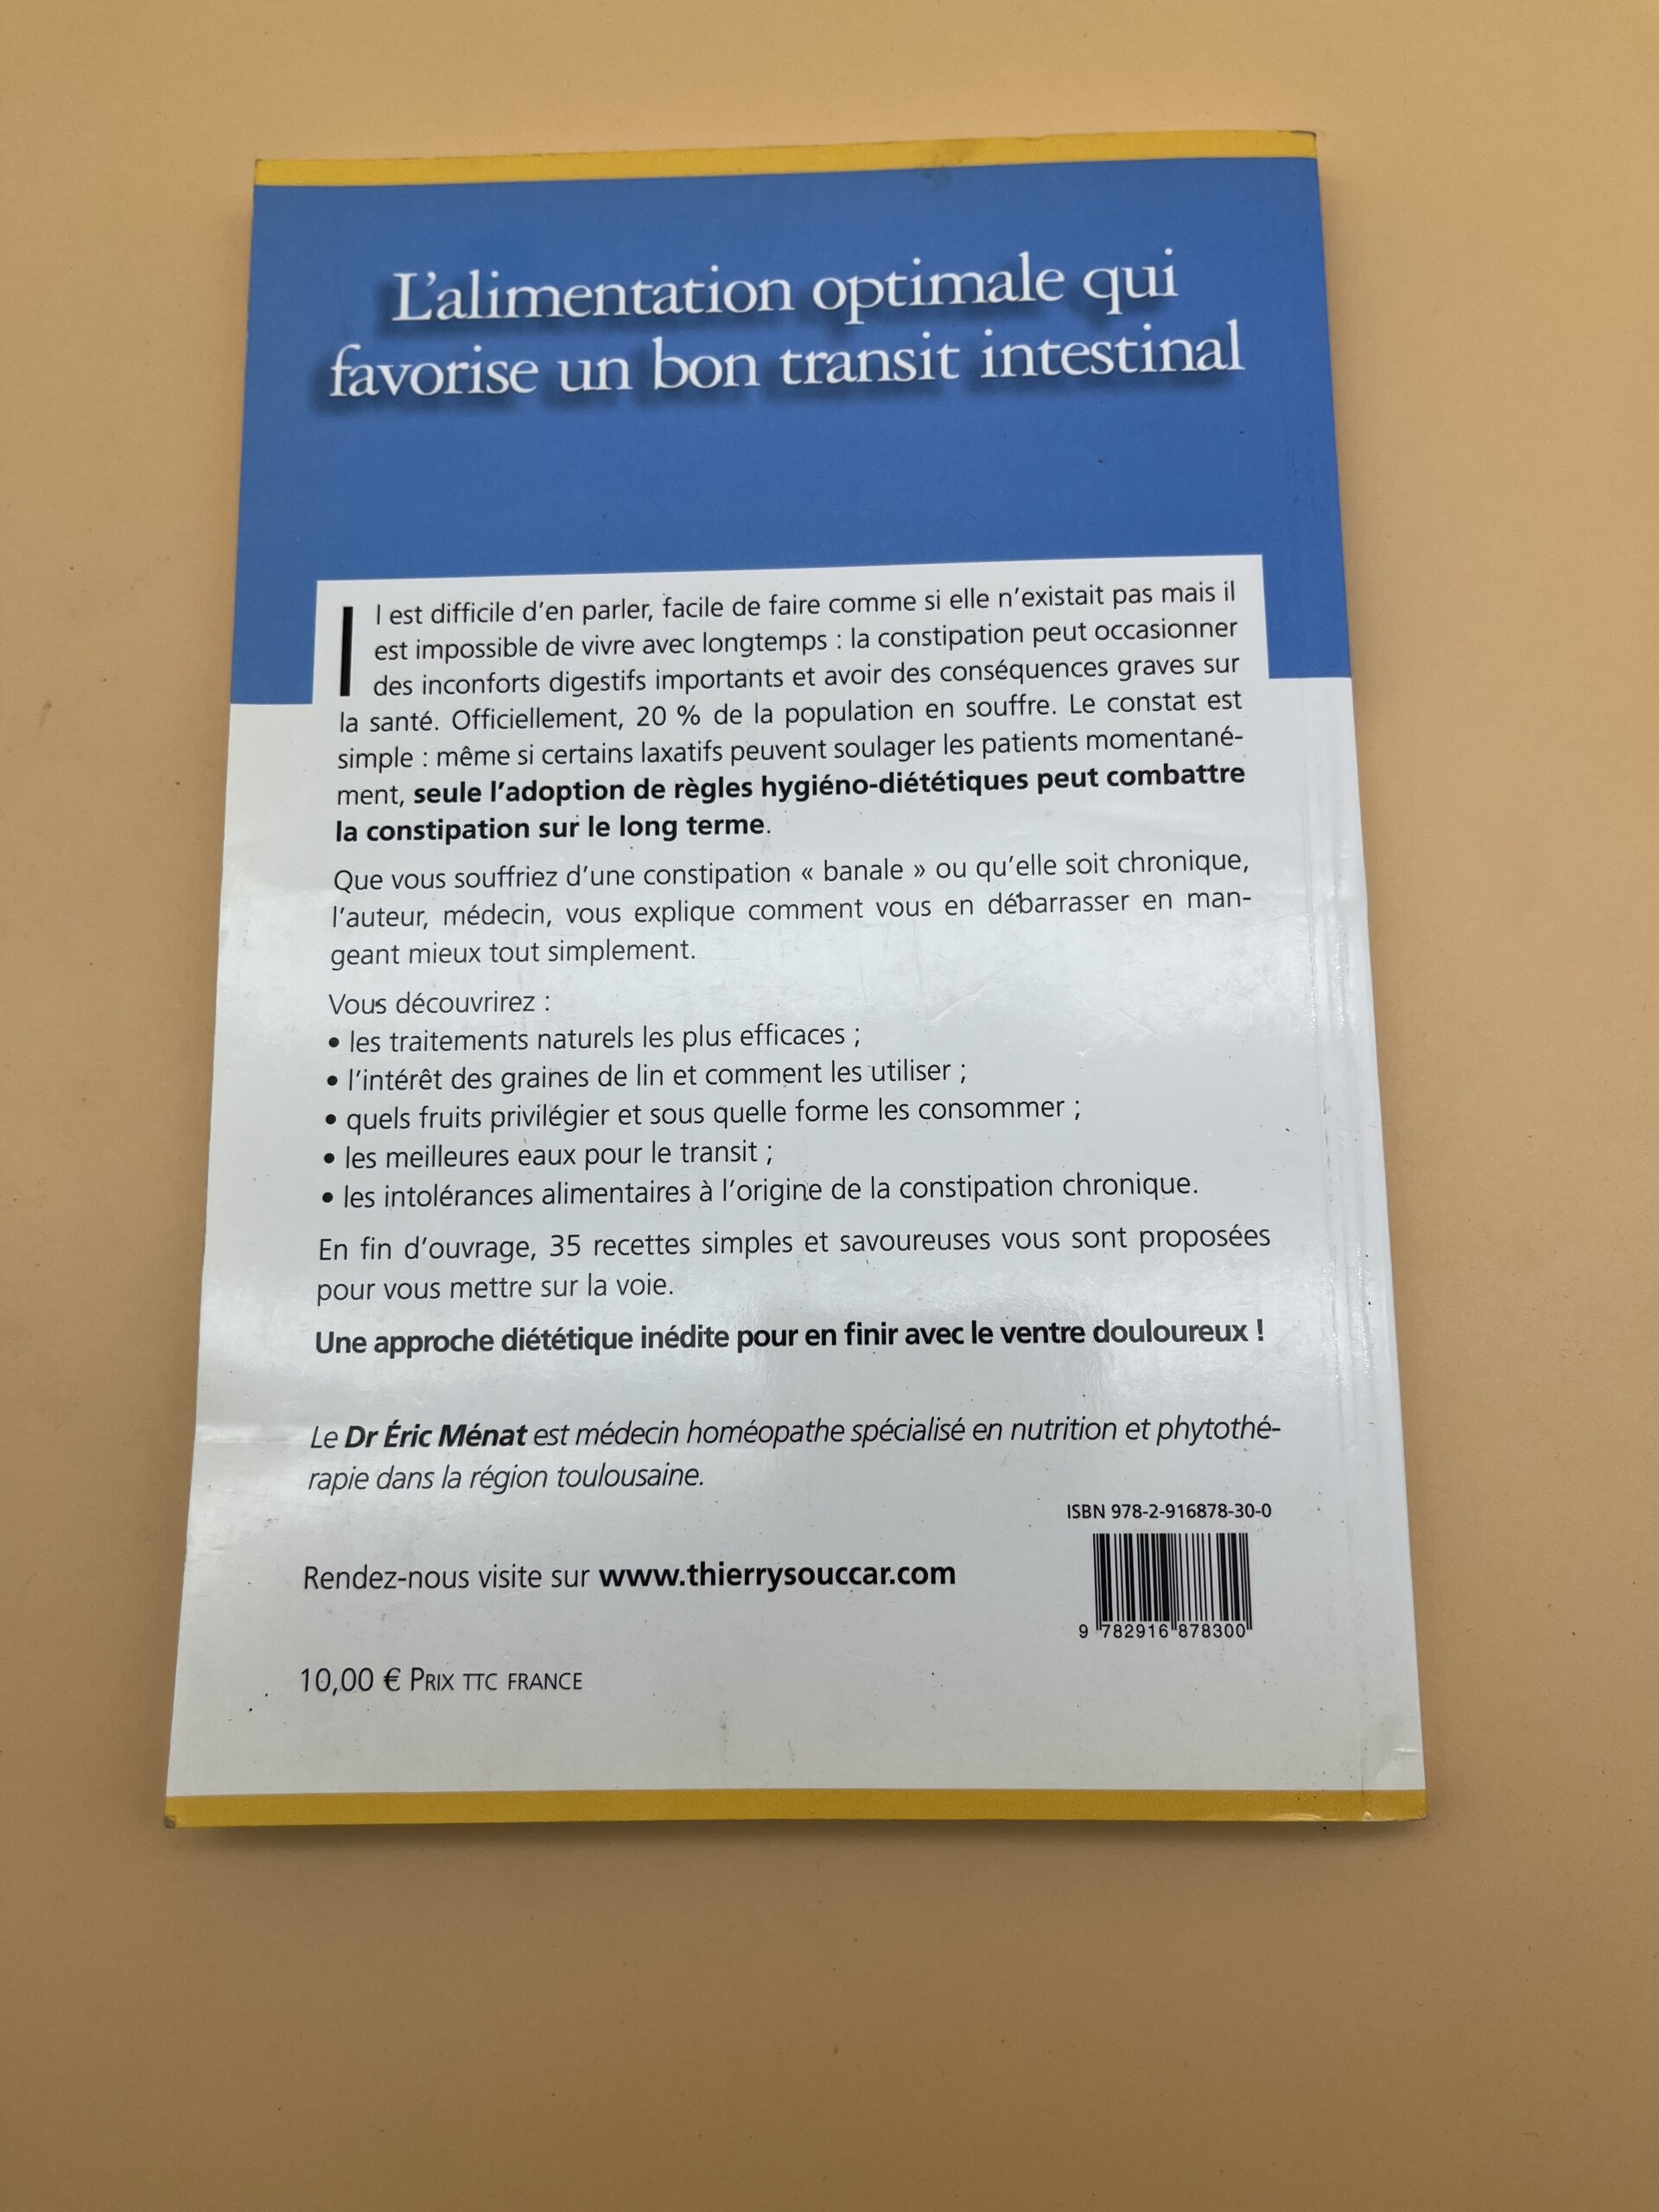 L'alimentation optimale qui
favorise un bon transit intestinal
Il est difficile d'en parler, facile de faire comme si elle n'existait pas mais il
est impossible de vivre avec longtemps : la constipation peut occasionner
des inconforts digestifs importants et avoir des conséquences graves sur
la santé. Officiellement, 20 % de la population en souffre. Le constat est
simple : même si certains laxatifs peuvent soulager les patients momentané-
ment, seule l'adoption de règles hygiéno-diététiques peut combattre
la constipation sur le long terme.
Que vous souffriez d'une constipation « banale » ou qu'elle soit chronique,
l'auteur, médecin, vous explique comment vous en débarrasser en man-
geant mieux tout simplement.
Vous découvrirez :
• les traitements naturels les plus efficaces ;
• l'intérêt des graines de lin et comment les utiliser ;
• quels fruits privilégier et sous quelle forme les consommer ;
• les meilleures eaux pour le transit ;
• les intolérances alimentaires à l'origine de la constipation chronique.
En fin d'ouvrage, 35 recettes simples et savoureuses vous sont proposées
pour vous mettre sur la voie.
Une approche diététique inédite pour en finir avec le ventre douloureux !
Le Dr Éric Ménat est médecin homéopathe spécialisé en nutrition et phytothé-
rapie dans la région toulousaine.
ISBN 978-2-916878-30-0
Rendez-nous visite sur www.thierrysouccar.com
9 782916 878300
10,00 € PRIX TTC FRANCE